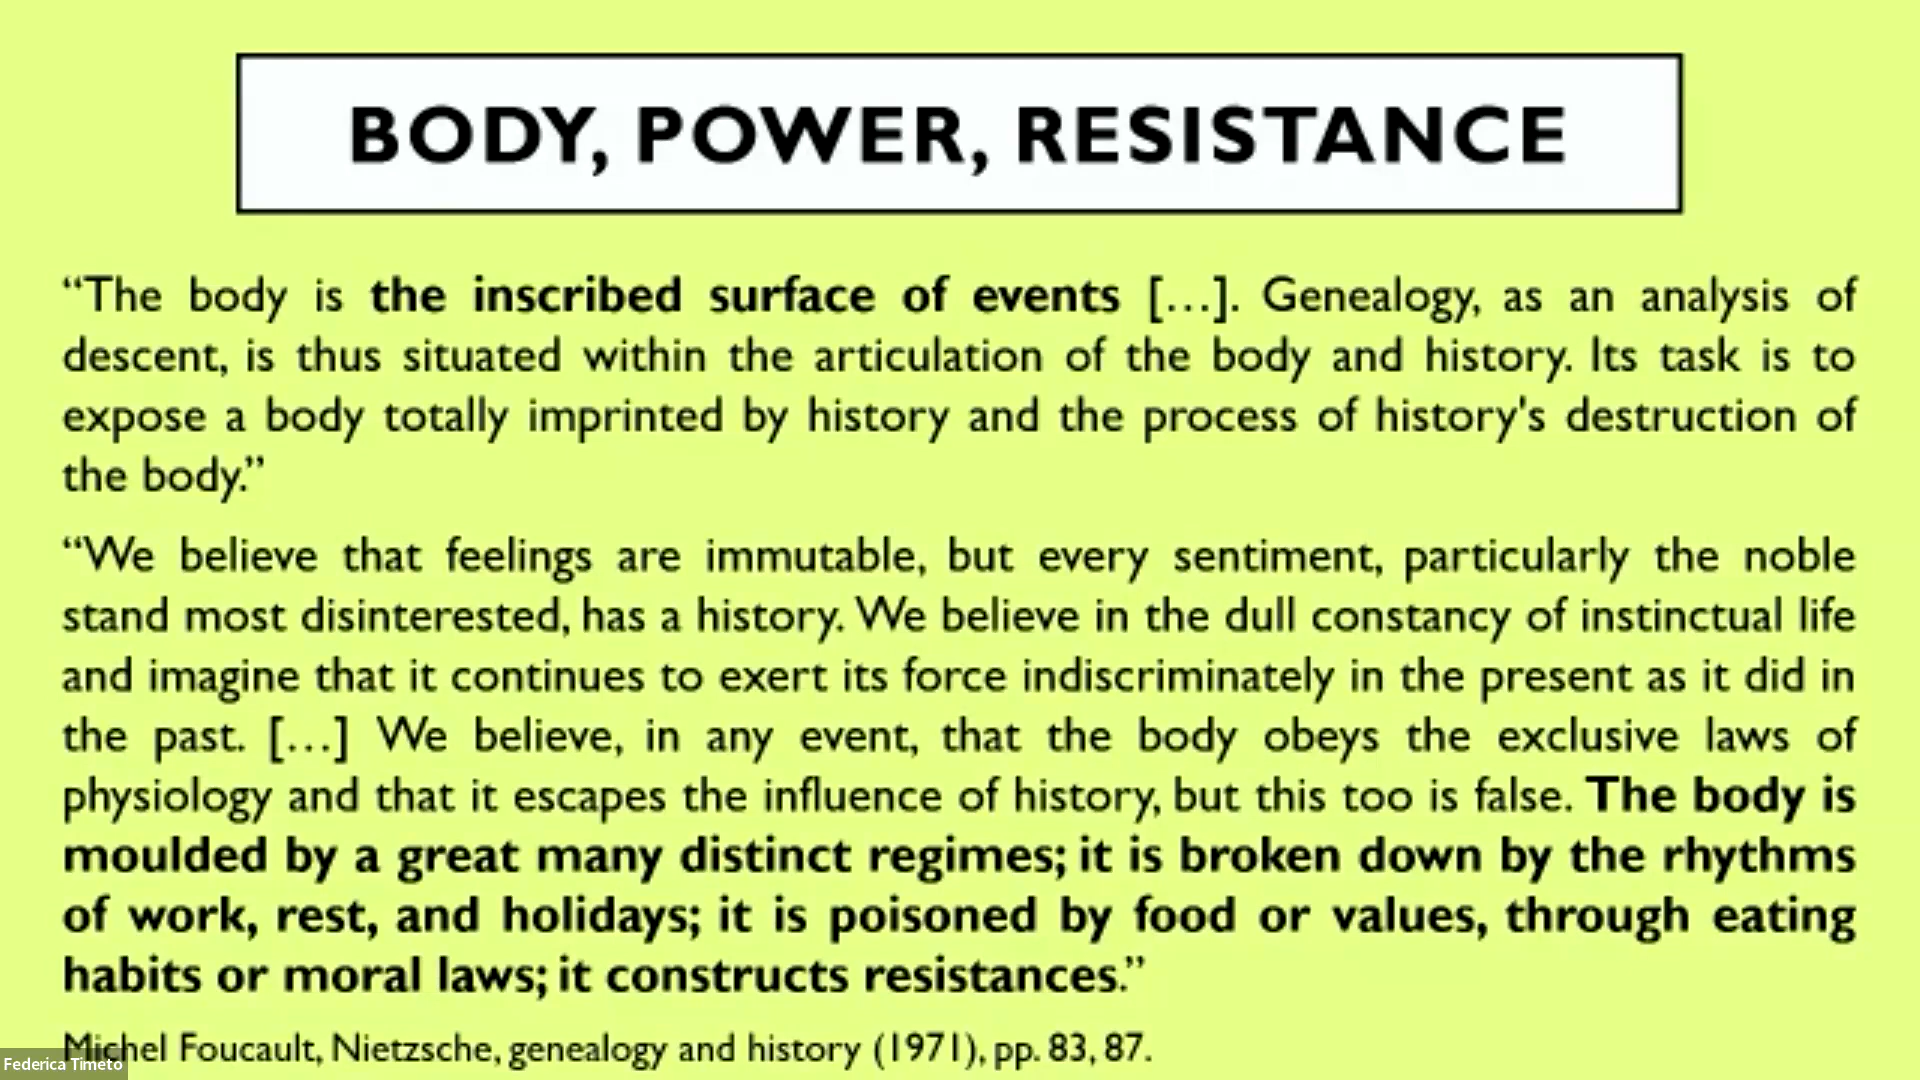 BODY, POWER, RESISTANCE
“The body is the inscribed surface of events […]. Genealogy, as an analysis of
descent, is thus situated within the articulation of the body and history. Its task is to
expose a body totally imprinted by history and the process of history's destruction of
the body.”
“We believe that feelings are immutable, but every sentiment, particularly the noble
stand most disinterested, has a history. We believe in the dull constancy of instinctual life
and imagine that it continues to exert its force indiscriminately in the present as it did in
the past. […] We believe, in any event, that the body obeys the exclusive laws of
physiology and that it escapes the influence of history, but this too is false. The body is
moulded by a great many distinct regimes; it is broken down by the rhythms
of work, rest, and holidays; it is poisoned by food or values, through eating
habits or moral laws; it constructs resistances.”
Michel Foucault, Nietzsche, genealogy and history (1971), pp. 83, 87.
Federica Timeto